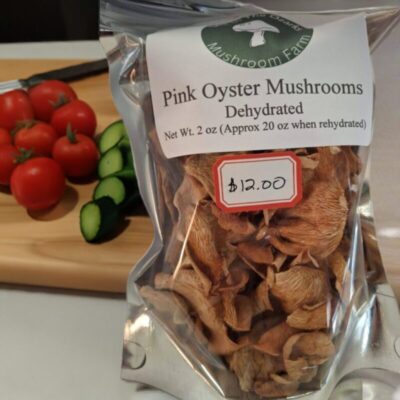 Mushroom Farm
Pink Oyster Mushrooms
Dehydrated
Net Wt. 2 oz (Approx 20 oz when rehydrated)
$12.00